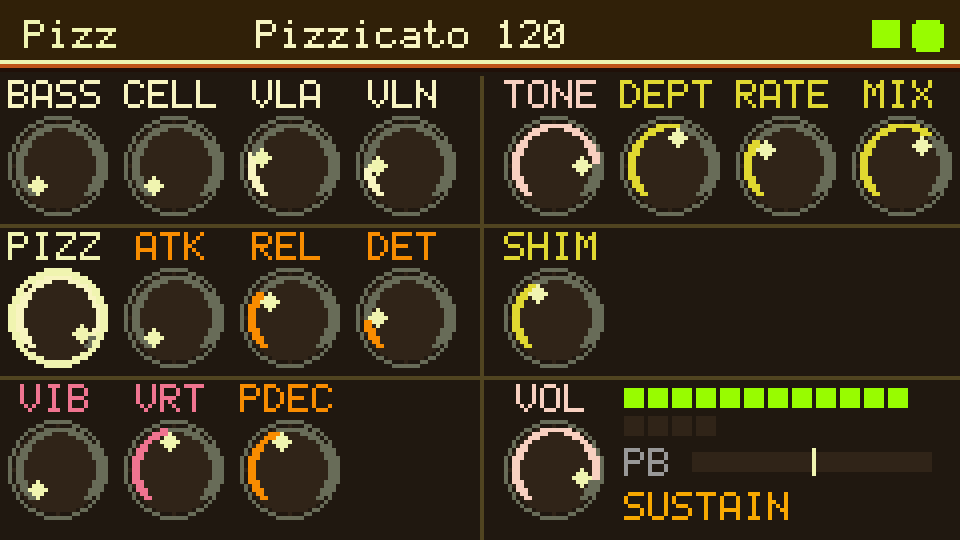 Pizz Pizzicato 120
BASS CELL VLA VLN TONE DEPT RATE MIX
PIZZ ATK REL DET SHIM
VIB VRT PDEC VOL
PB
SUSTAIN